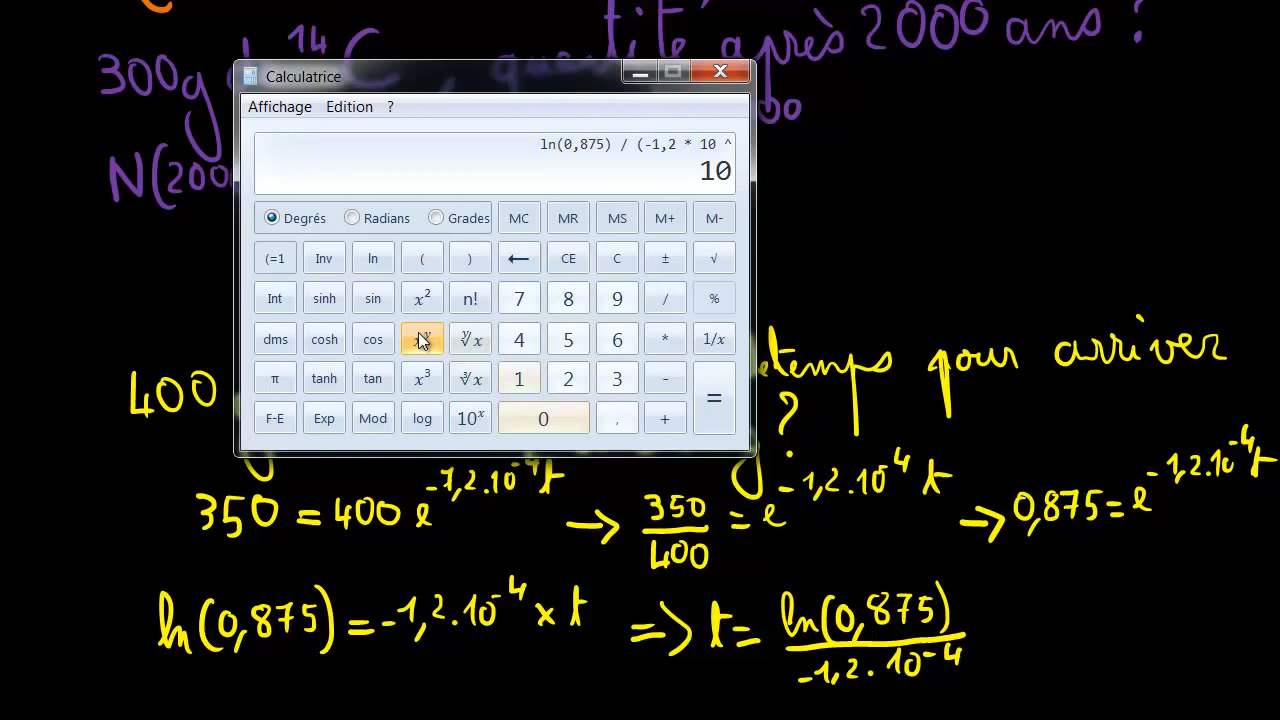 quantité après 2000 ans ?
300g de 14C,
N(200
Calculatrice
Affichage Edition ?
ln(0,875) / (-1,2 * 10 ^
10
Degrés Radians Grades MC MR MS M+ M-
(=1 Inv ln ( ) ← CE C ± √
Int sinh sin x² n! 7 8 9 / %
dms cosh cos xʸ ʸ√x 4 5 6 * 1/x
π tanh tan x³ ³√x 1 2 3 - =
F-E Exp Mod log 10ˣ 0 , +
400 temps pour arriver
?
350 = 400 e^-1,2.10^-4 t → 350/400 = e^-1,2.10^-4 t → 0,875 = e^-1,2.10^-4 t
ln(0,875) = -1,2.10^-4 × t => t = ln(0,875)/-1,2.10^-4